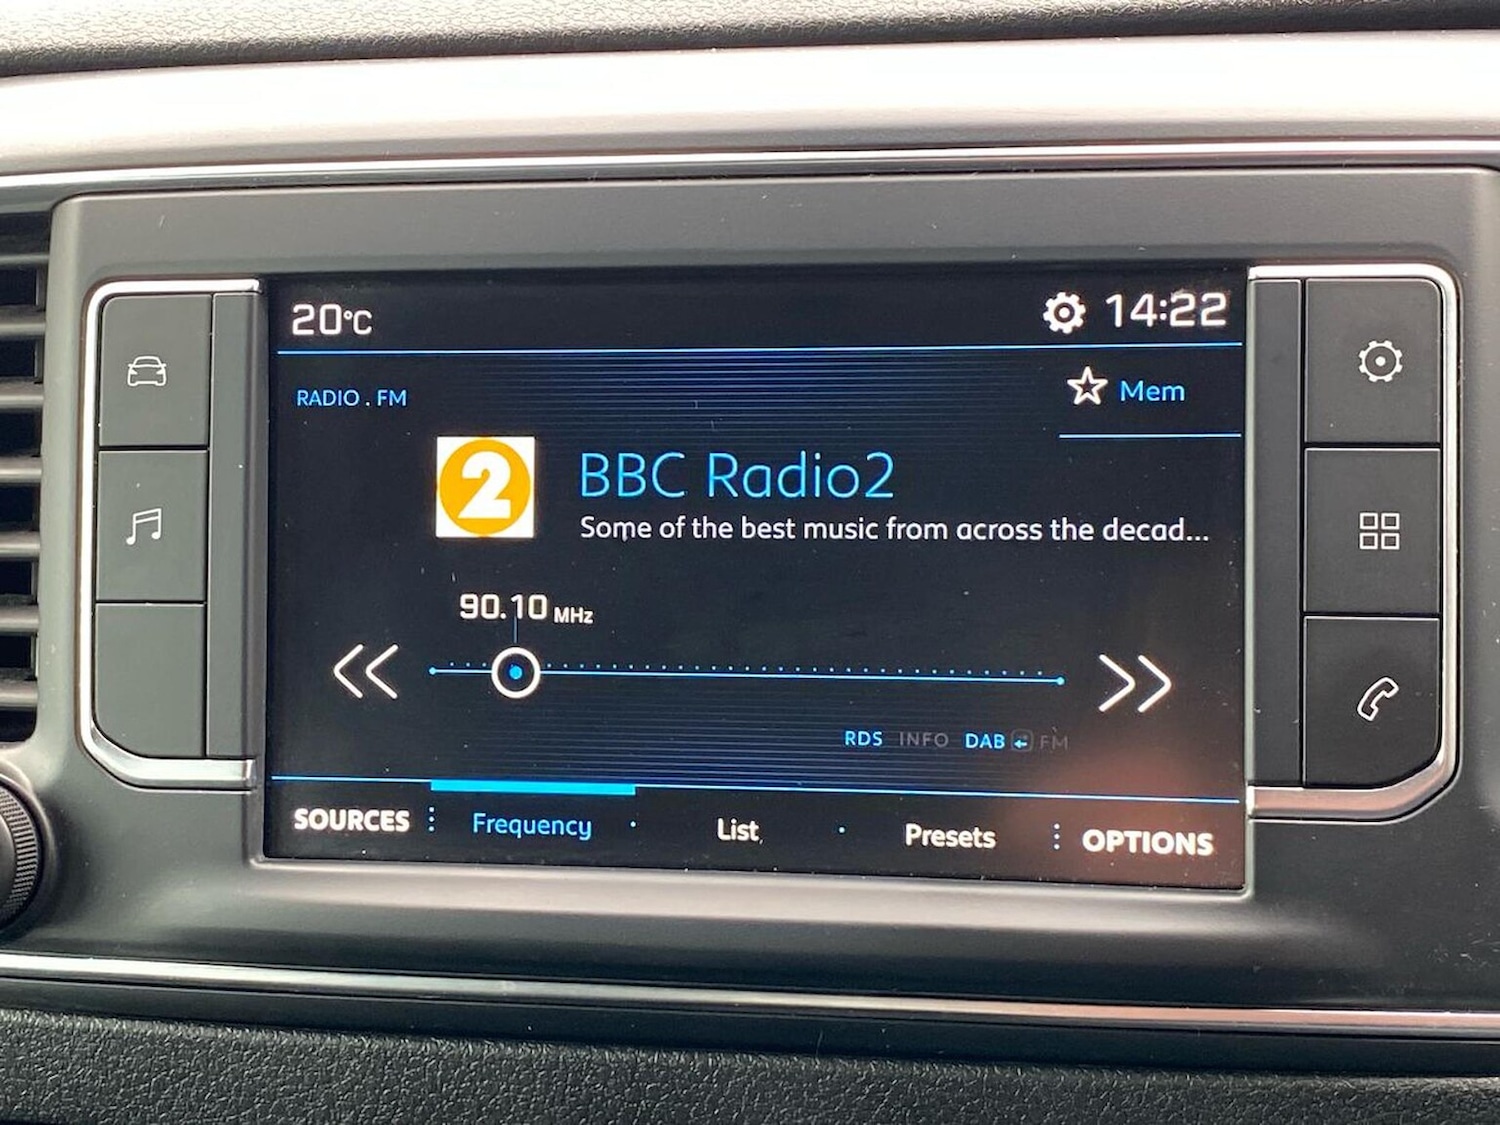 20°C
14:22
RADIO . FM
Mem
2
BBC Radio2
Some of the best music from across the decad...
90.10 MHz
RDS INFO DAB FM
SOURCES Frequency List Presets OPTIONS